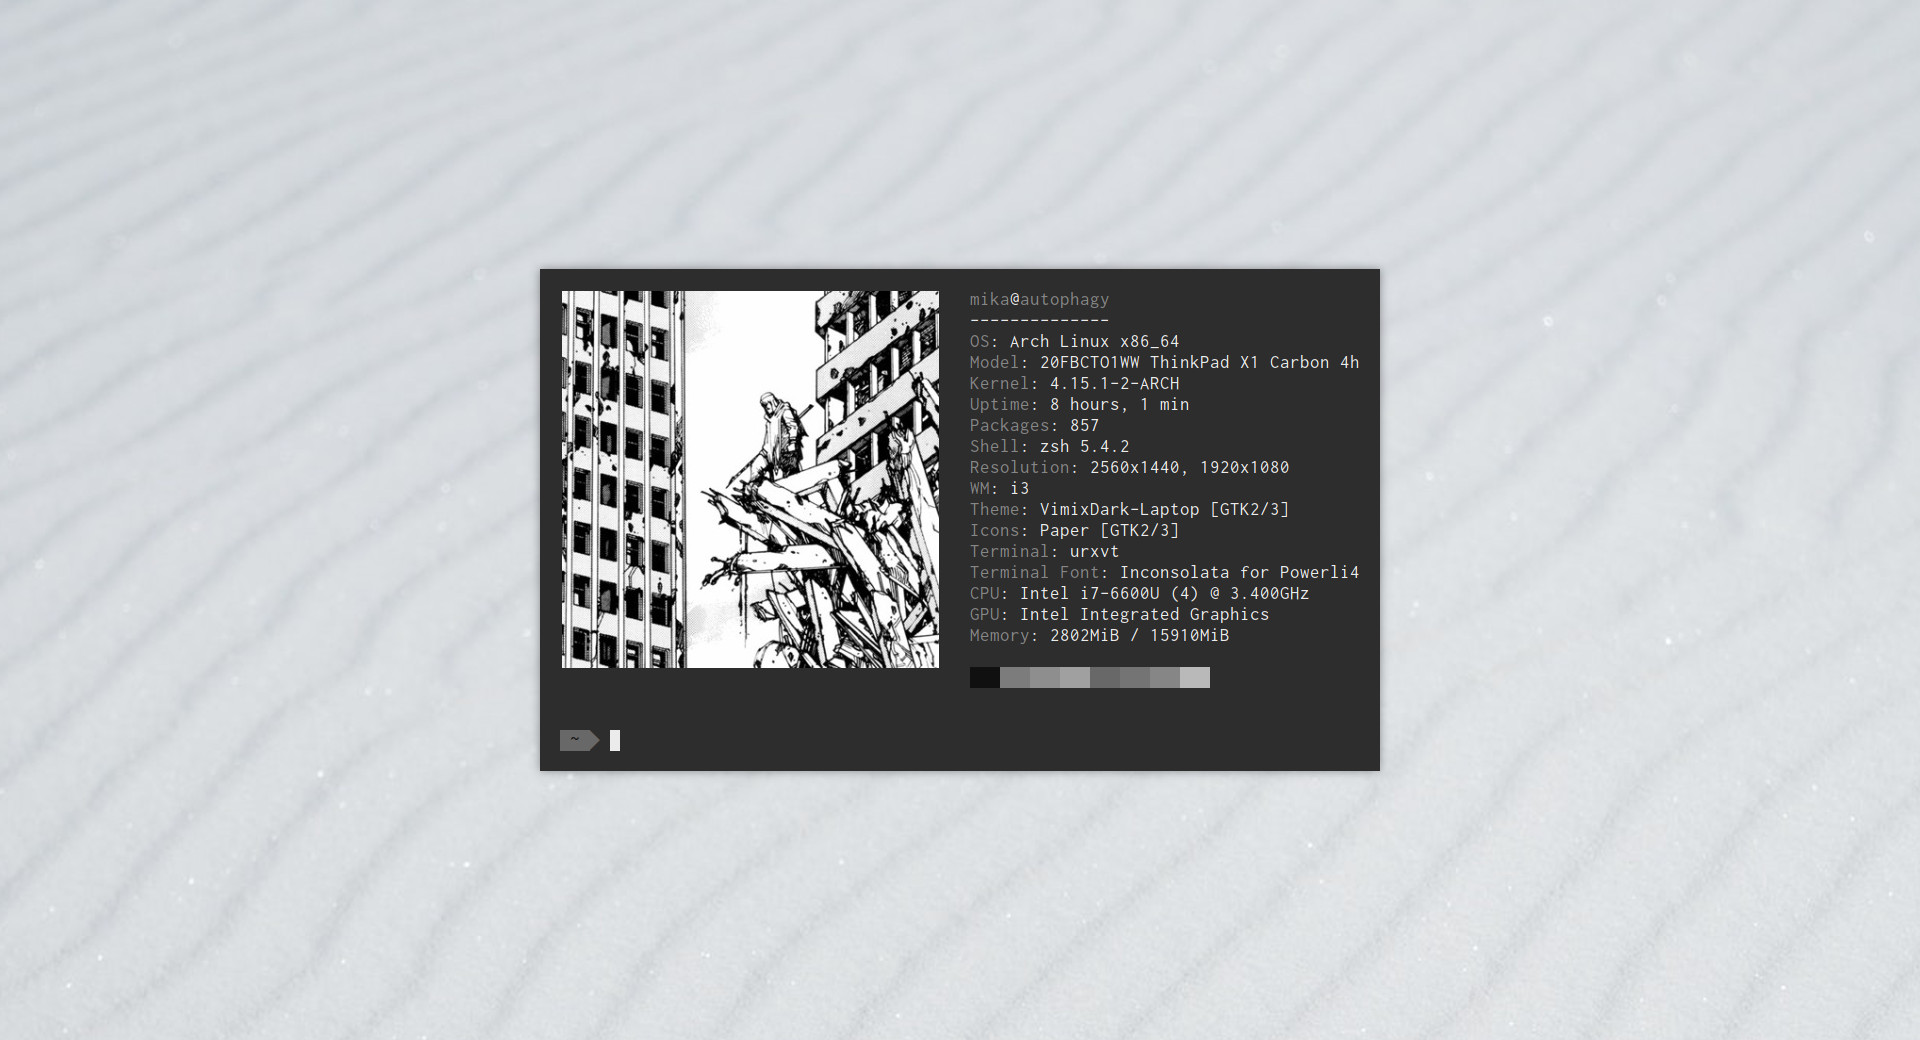 mika@autophagy
--------------
OS: Arch Linux x86_64
Model: 20FBCTO1WW ThinkPad X1 Carbon 4h
Kernel: 4.15.1-2-ARCH
Uptime: 8 hours, 1 min
Packages: 857
Shell: zsh 5.4.2
Resolution: 2560x1440, 1920x1080
WM: i3
Theme: VimixDark-Laptop [GTK2/3]
Icons: Paper [GTK2/3]
Terminal: urxvt
Terminal Font: Inconsolata for Powerli4
CPU: Intel i7-6600U (4) @ 3.400GHz
GPU: Intel Integrated Graphics
Memory: 2802MiB / 15910MiB
~